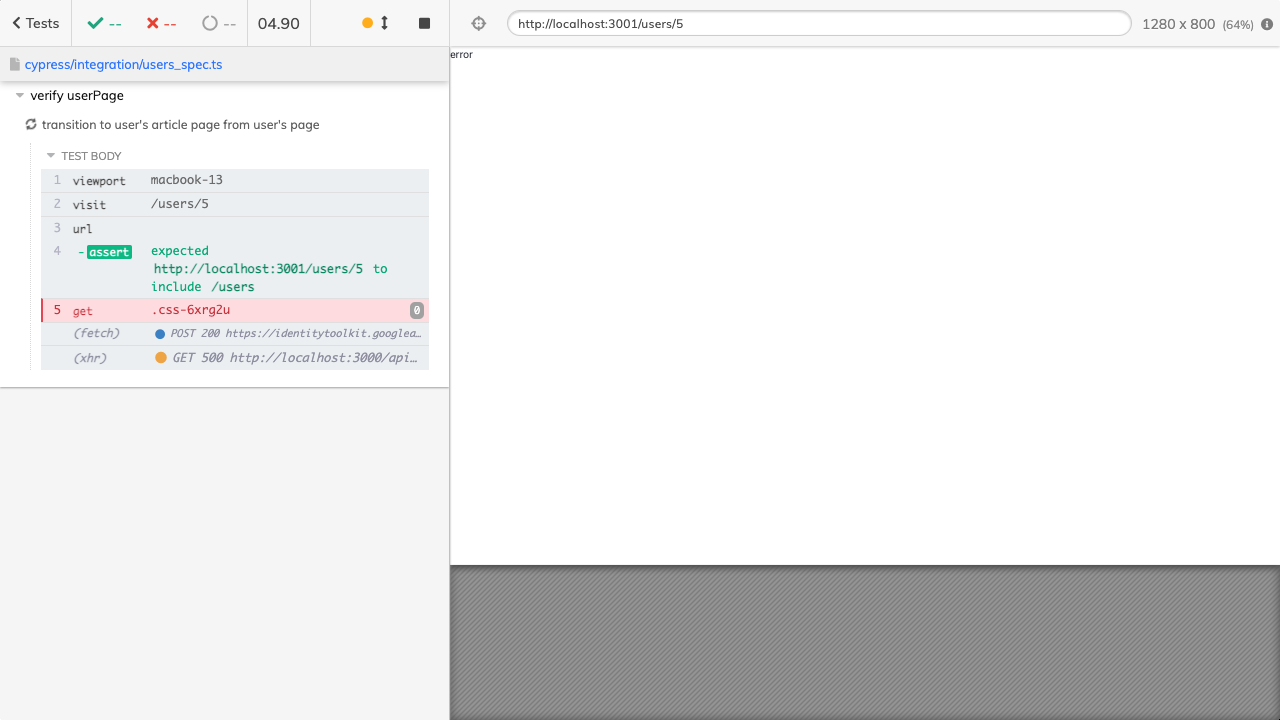 Tests
--
--
--
04.90
http://localhost:3001/users/5
1280 x 800 (64%)
cypress/integration/users_spec.ts
error
verify userPage
transition to user's article page from user's page
TEST BODY
1 viewport macbook-13
2 visit /users/5
3 url
4 -assert expected
http://localhost:3001/users/5 to
include /users
5 get .css-6xrg2u 0
(fetch) POST 200 https://identitytoolkit.googlea…
(xhr) GET 500 http://localhost:3000/api…